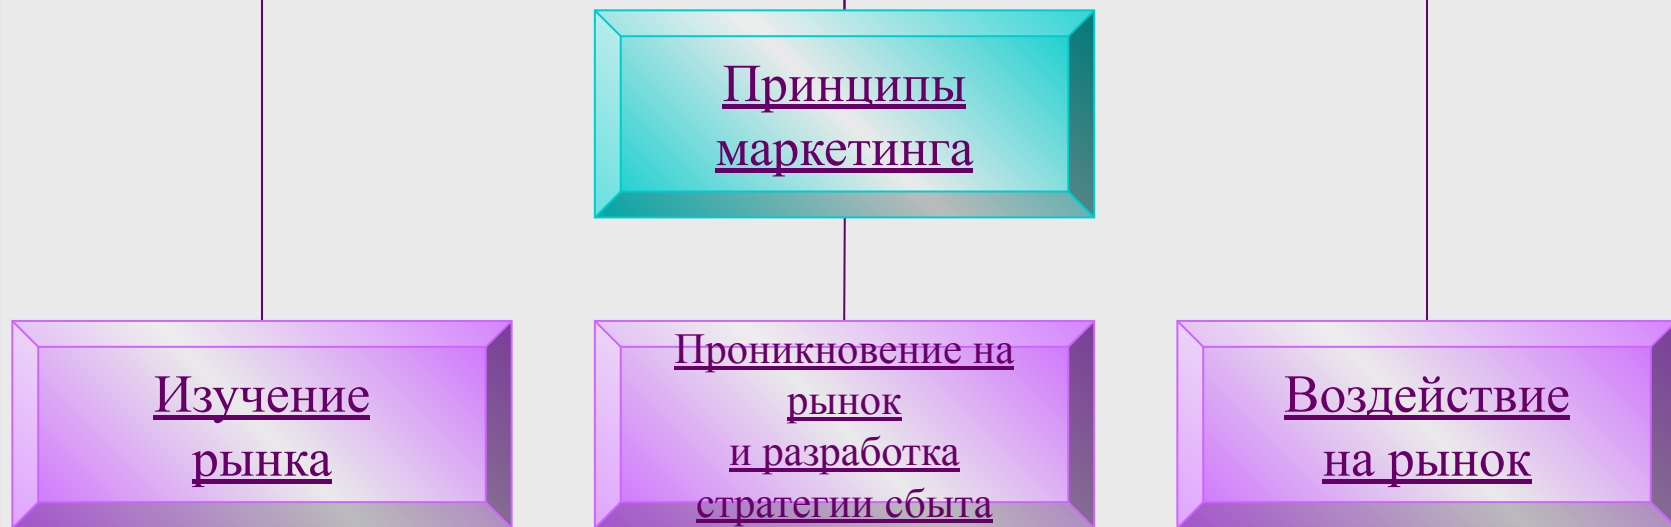 Принципы
маркетинга
Изучение
рынка
Проникновение на
рынок
и разработка
стратегии сбыта
Воздействие
на рынок